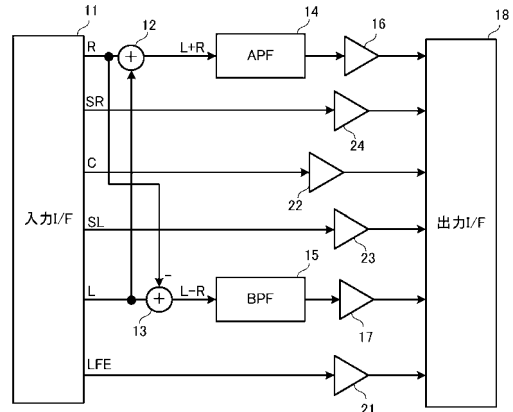 11
R
12
L+R
14
APF
16
18
SR
24
C
22
入力I/F
出力I/F
SL
23
-
15
L
L−R
BPF
13
17
LFE
21